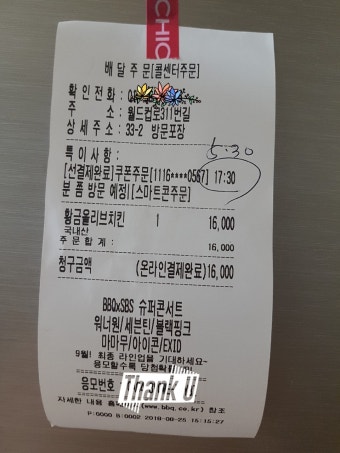 CHIC
배 달 주 문[콜센터주문]
확 인 전 화 :
주 소 : 월드컵로311번길
상 세 주 소 : 33-2 방문포장
특 이 사 항 :
5:30
[선결제완료]쿠폰주문[1116****0567] 17:30
분 쯤 방문 예정|[스마트콘주문]
황금올리브치킨 1 16,000
국내산
주 문 합 계 : 16,000
청구금액 (온라인결제완료)16,000
BBQxSBS 슈퍼콘서트
워너원/세븐틴/블랙핑크
마마무/아이콘/EXID
9월! 최종 라인업을 기대하세요~
응모할수록 당첨확률
응모번호
Thank U
자세한 내용 홈 (www.bbq.co.kr) 참조
P:0000 S:0002 2018-08-25 16:15:27